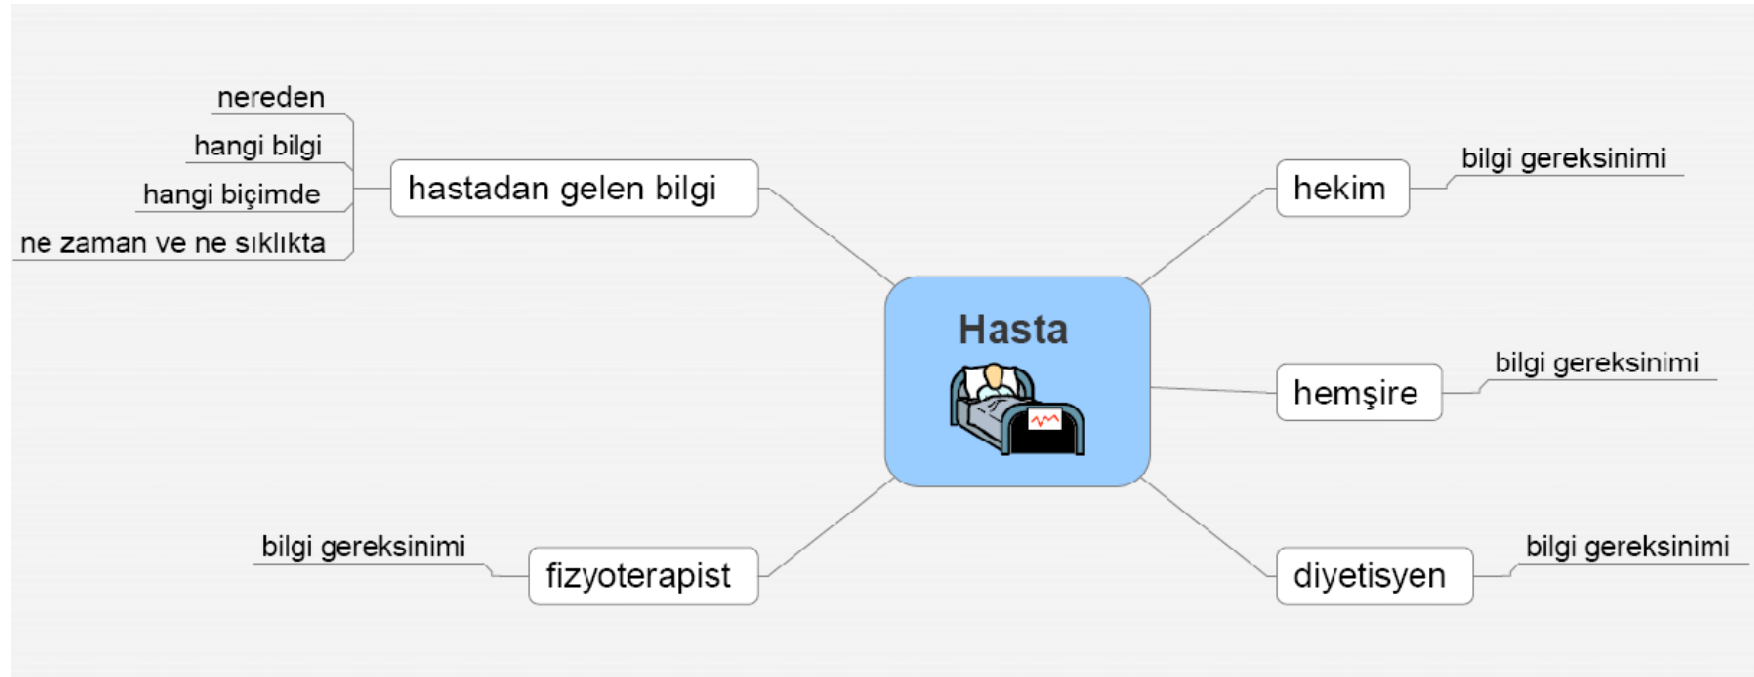 nereden
hangi bilgi
hangi biçimde
ne zaman ve ne sıklıkta
hastadan gelen bilgi
hekim
bilgi gereksinimi
Hasta
hemşire
bilgi gereksinimi
bilgi gereksinimi
fizyoterapist
diyetisyen
bilgi gereksinimi